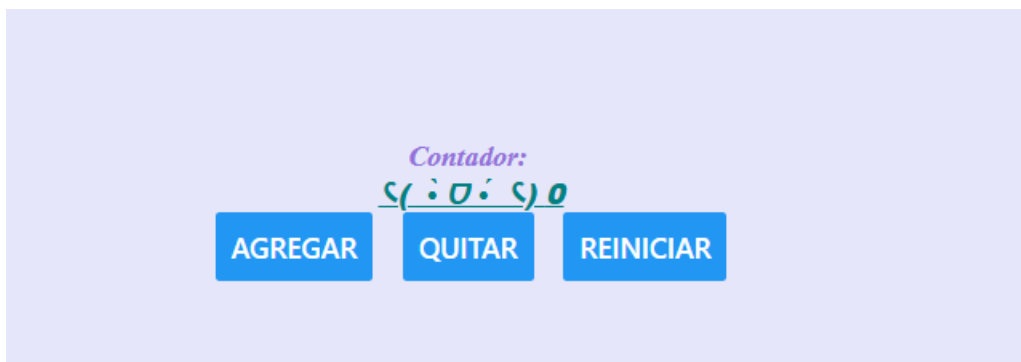 Contador:
ʕ( •̀ ᗜ •́ ʕ) 0
AGREGAR QUITAR REINICIAR